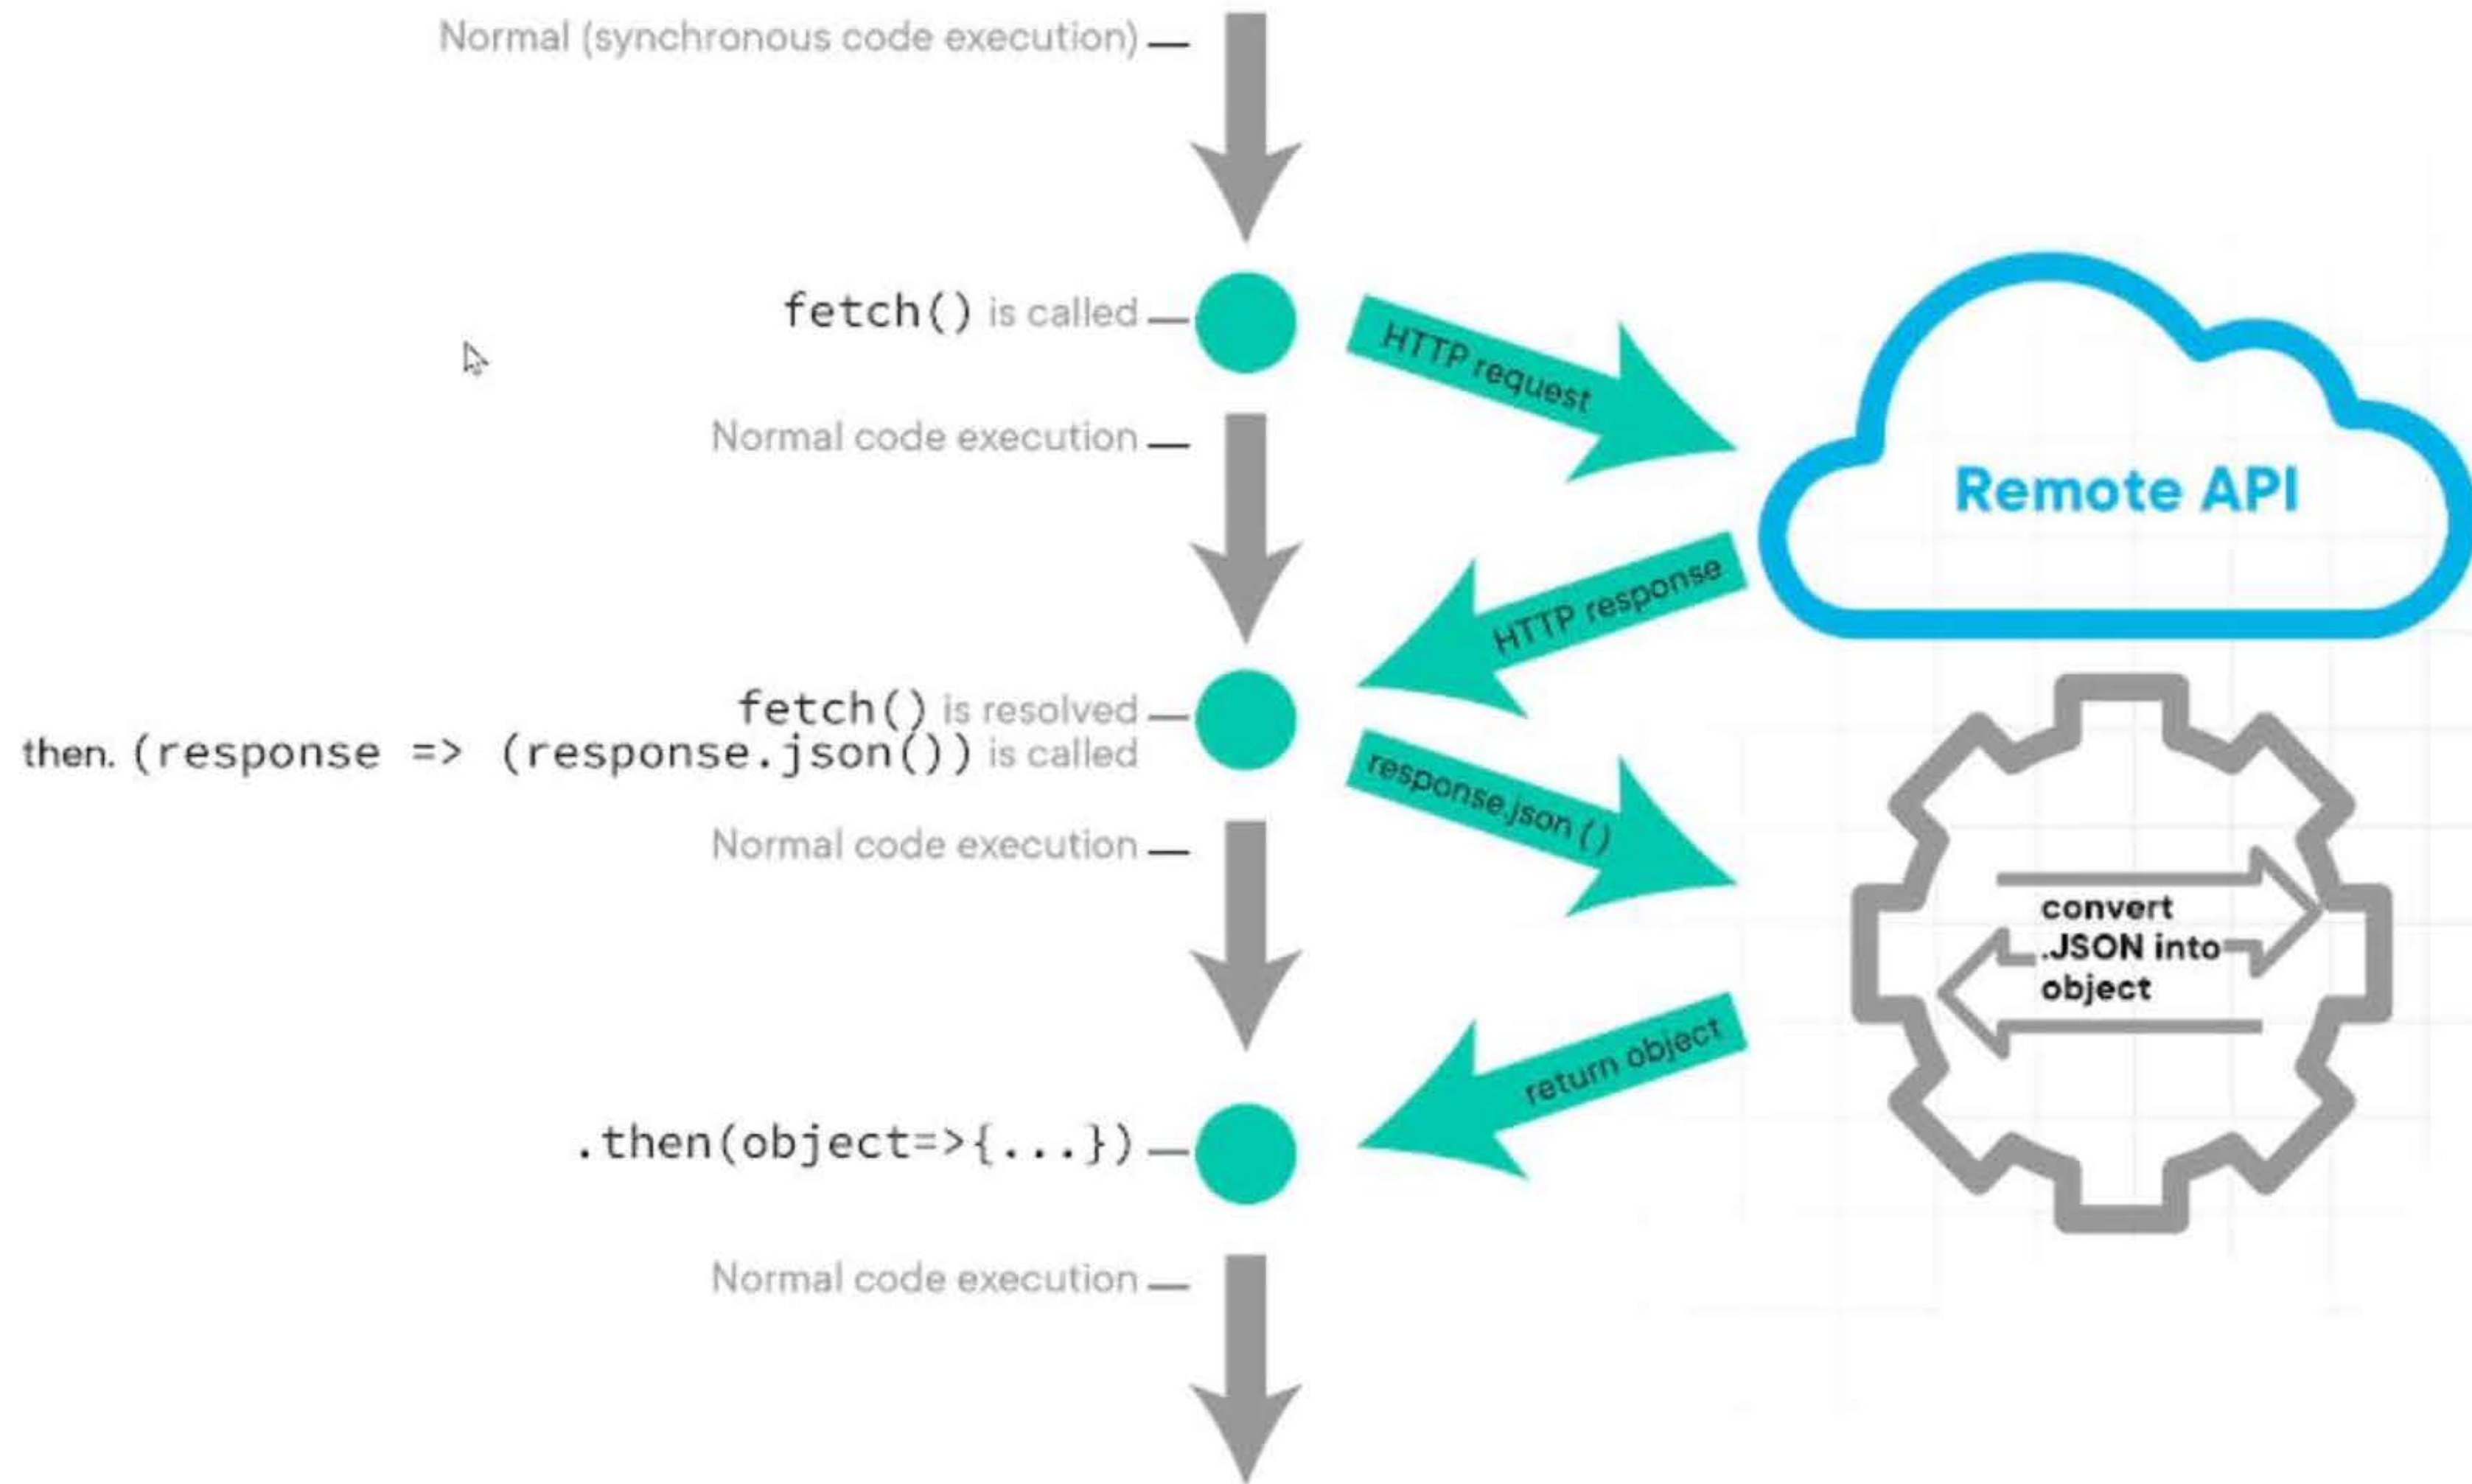 Normal (synchronous code execution)
fetch() is called
HTTP request
Normal code execution
Remote API
HTTP response
fetch() is resolved
then. (response => (response.json()) is called
response.json ()
Normal code execution
convert
.JSON into
object
return object
.then(object=>{...})
Normal code execution